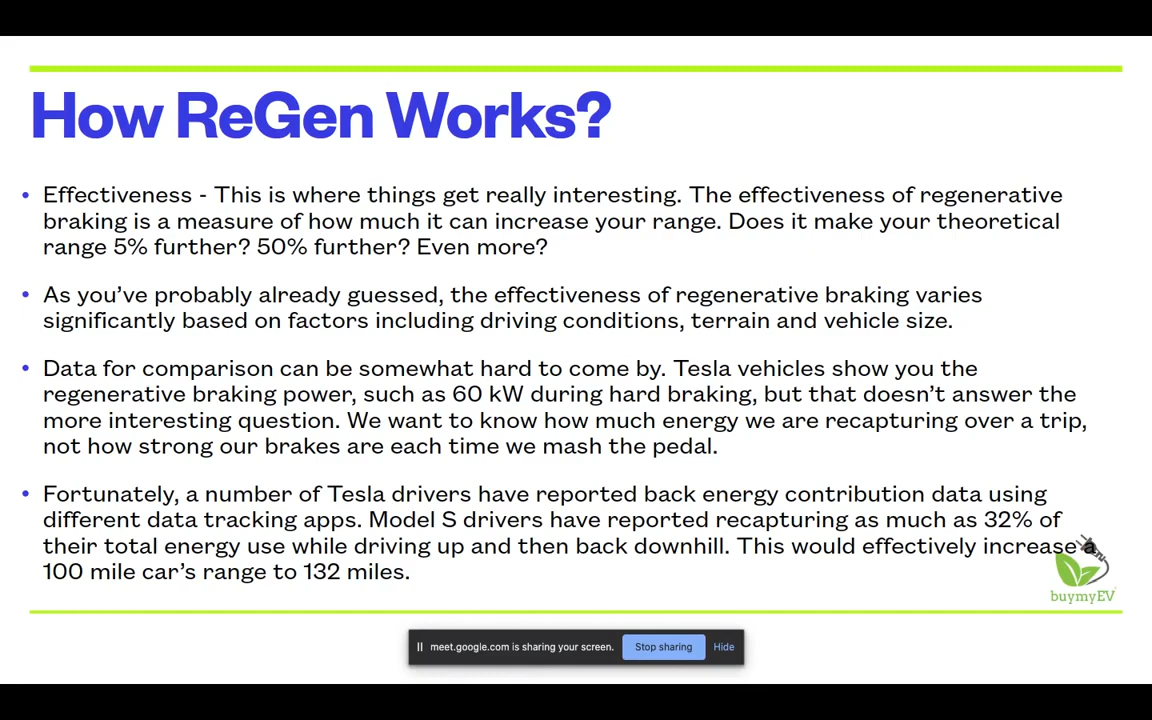 How ReGen Works?
• Effectiveness - This is where things get really interesting. The effectiveness of regenerative
braking is a measure of how much it can increase your range. Does it make your theoretical
range 5% further? 50% further? Even more?
• As you’ve probably already guessed, the effectiveness of regenerative braking varies
significantly based on factors including driving conditions, terrain and vehicle size.
• Data for comparison can be somewhat hard to come by. Tesla vehicles show you the
regenerative braking power, such as 60 kW during hard braking, but that doesn’t answer the
more interesting question. We want to know how much energy we are recapturing over a trip,
not how strong our brakes are each time we mash the pedal.
• Fortunately, a number of Tesla drivers have reported back energy contribution data using
different data tracking apps. Model S drivers have reported recapturing as much as 32% of
their total energy use while driving up and then back downhill. This would effectively increase a
100 mile car’s range to 132 miles.
buymyEV
meet.google.com is sharing your screen. Stop sharing Hide